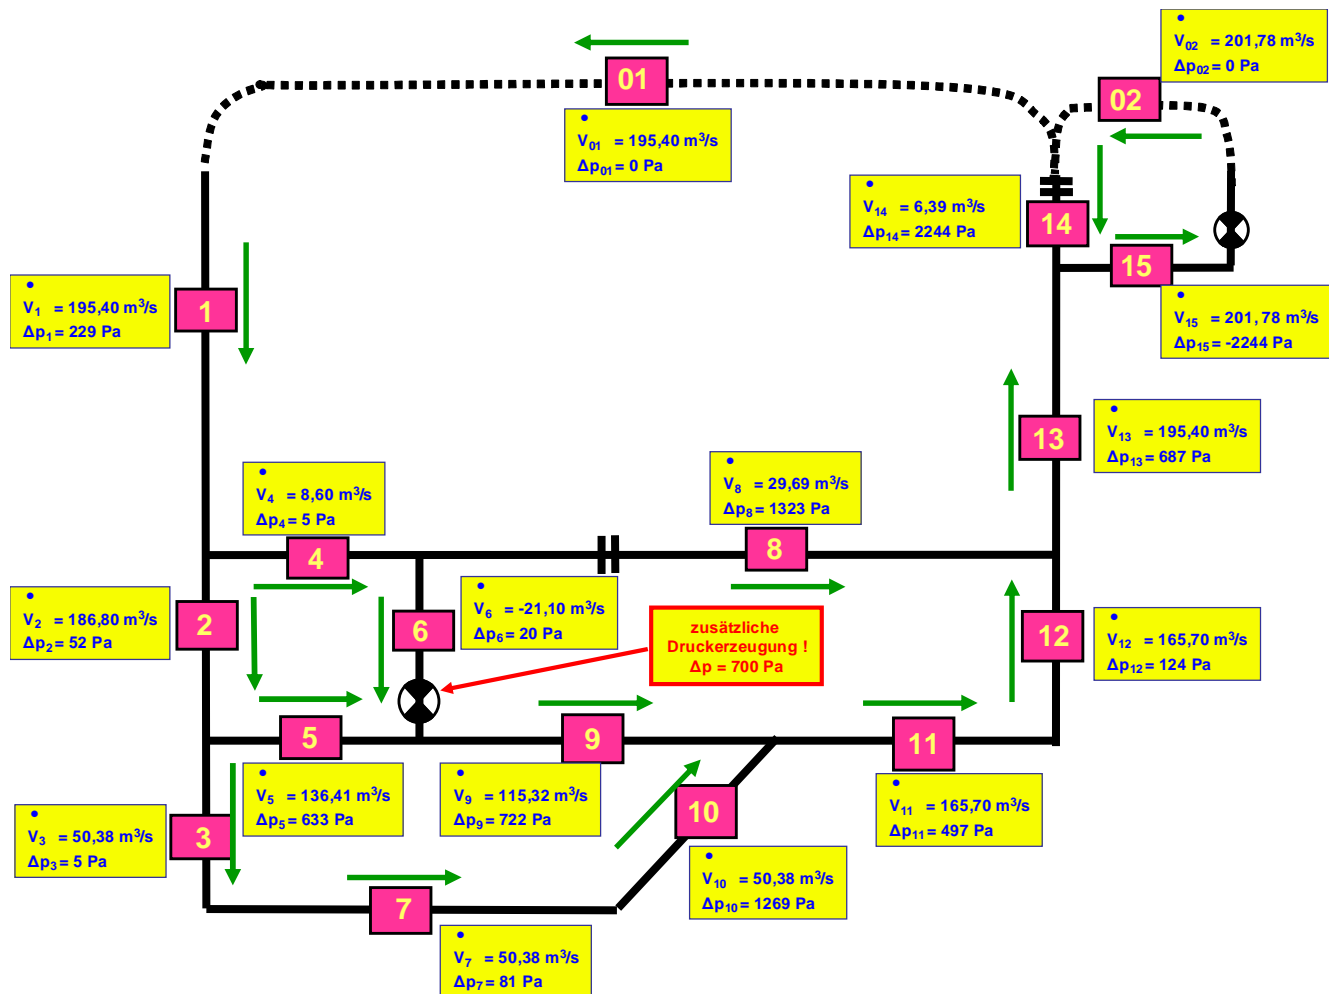 01
V01 = 195,40 m³/s
Δp01= 0 Pa
02
V02 = 201,78 m³/s
Δp02= 0 Pa
14
V14 = 6,39 m³/s
Δp14= 2244 Pa
15
V15 = 201,78 m³/s
Δp15= -2244 Pa
1
V1 = 195,40 m³/s
Δp1= 229 Pa
13
V13 = 195,40 m³/s
Δp13= 687 Pa
4
V4 = 8,60 m³/s
Δp4= 5 Pa
8
V8 = 29,69 m³/s
Δp8= 1323 Pa
2
V2 = 186,80 m³/s
Δp2= 52 Pa
6
V6 = -21,10 m³/s
Δp6= 20 Pa
zusätzliche
Druckerzeugung !
Δp = 700 Pa
12
V12 = 165,70 m³/s
Δp12= 124 Pa
5
V5 = 136,41 m³/s
Δp5= 633 Pa
9
V9 = 115,32 m³/s
Δp9= 722 Pa
11
V11 = 165,70 m³/s
Δp11= 497 Pa
3
V3 = 50,38 m³/s
Δp3= 5 Pa
10
V10 = 50,38 m³/s
Δp10= 1269 Pa
7
V7 = 50,38 m³/s
Δp7= 81 Pa